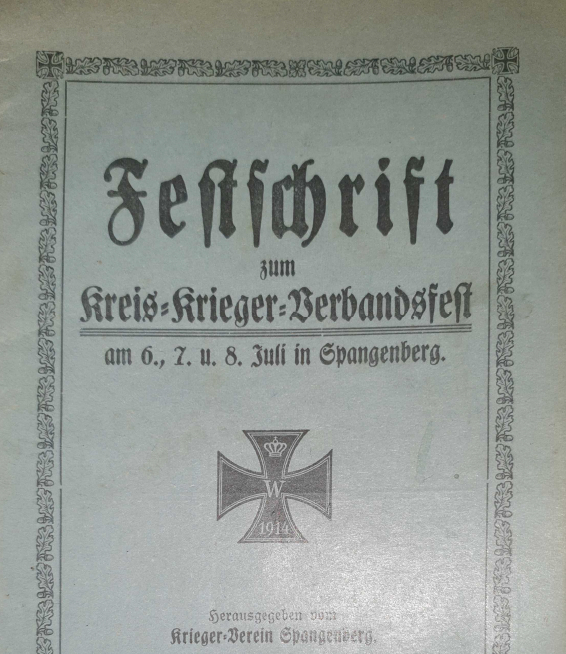 Festschrift
zum
Kreis-Krieger-Verbandsfest
am 6., 7. u. 8. Juli in Spangenberg.
W
1914
Herausgegeben vom
Krieger-Verein Spangenberg.